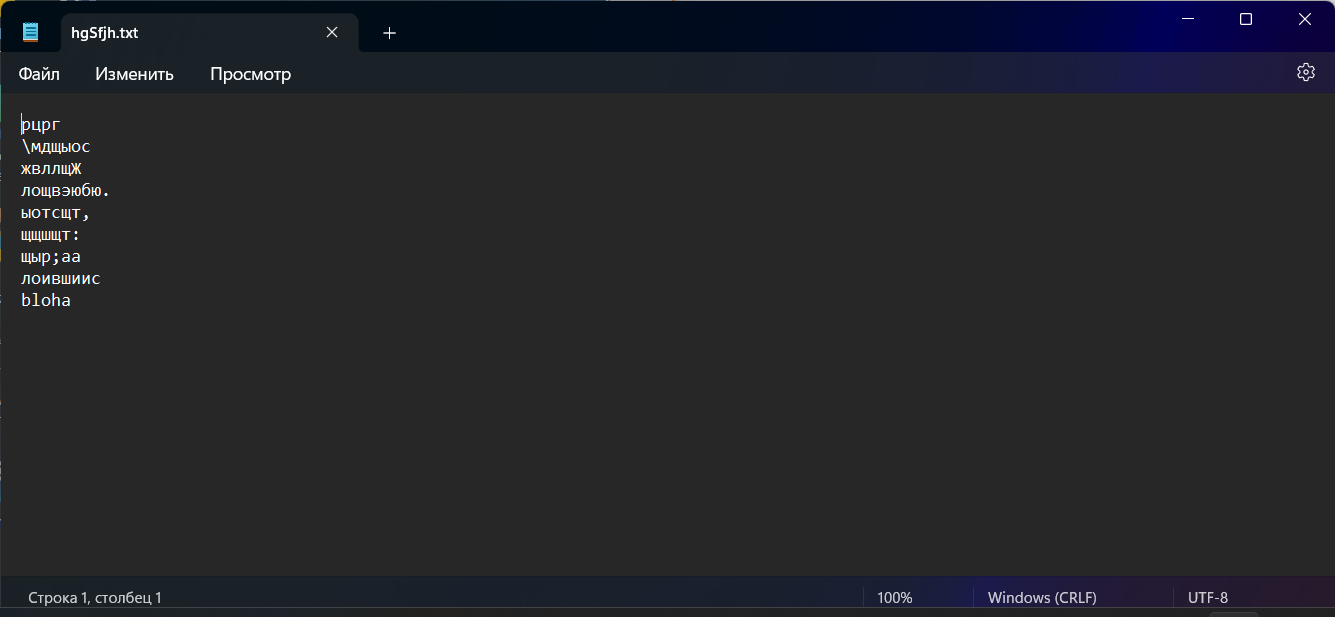 hgSfjh.txt
Файл Изменить Просмотр
рцрг
\мдщыос
жвллщЖ
лощвэюбю.
ыотсщт,
щщшщт:
щыр;аа
лоившиис
bloha
Строка 1, столбец 1 100% Windows (CRLF) UTF-8